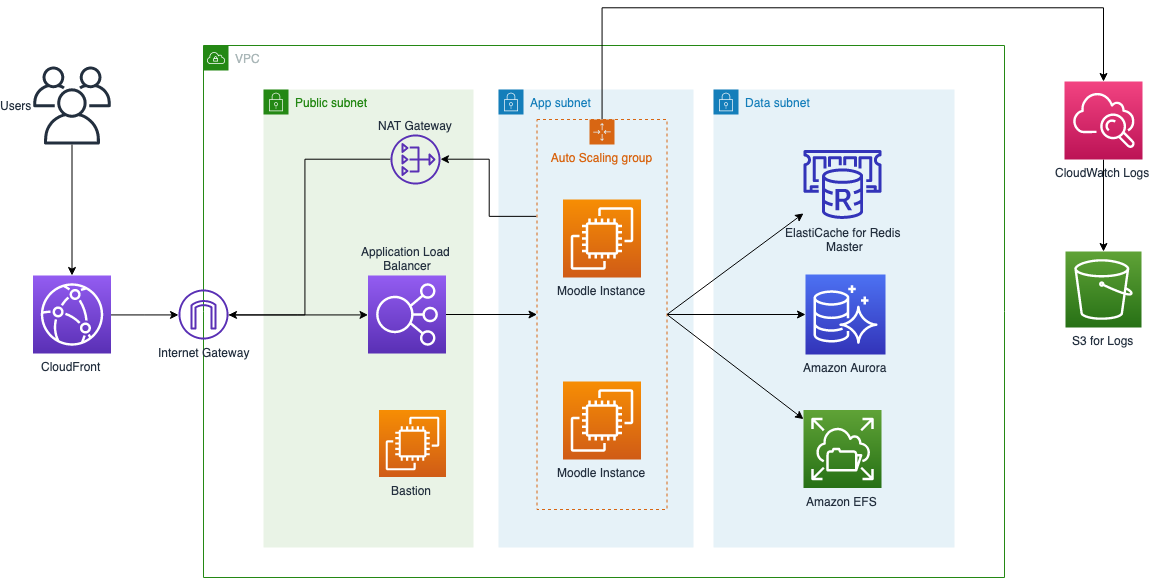 VPC
Users
Public subnet
App subnet
Data subnet
NAT Gateway
Auto Scaling group
CloudWatch Logs
ElastiCache for Redis
Master
Application Load
Balancer
Moodle Instance
Internet Gateway
CloudFront
S3 for Logs
Amazon Aurora
Moodle Instance
Bastion
Amazon EFS
R